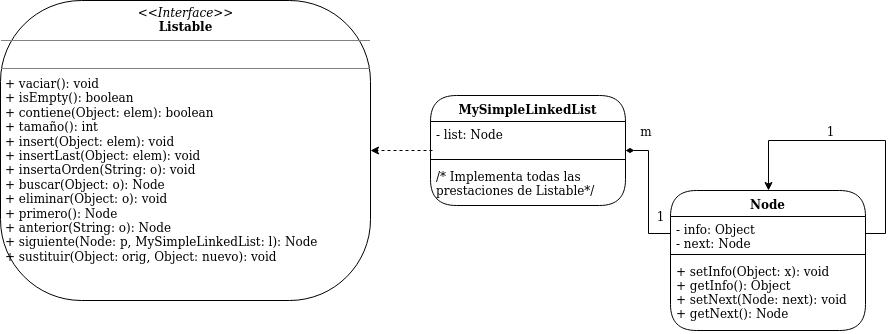 <<Interface>>
Listable
+ vaciar(): void
+ isEmpty(): boolean
+ contiene(Object: elem): boolean
+ tamaño(): int
+ insert(Object: elem): void
+ insertLast(Object: elem): void
+ insertaOrden(String: o): void
+ buscar(Object: o): Node
+ eliminar(Object: o): void
+ primero(): Node
+ anterior(String: o): Node
+ siguiente(Node: p, MySimpleLinkedList: l): Node
+ sustituir(Object: orig, Object: nuevo): void
MySimpleLinkedList
- list: Node
/* Implementa todas las
prestaciones de Listable*/
m
1
1
Node
- info: Object
- next: Node
+ setInfo(Object: x): void
+ getInfo(): Object
+ setNext(Node: next): void
+ getNext(): Node